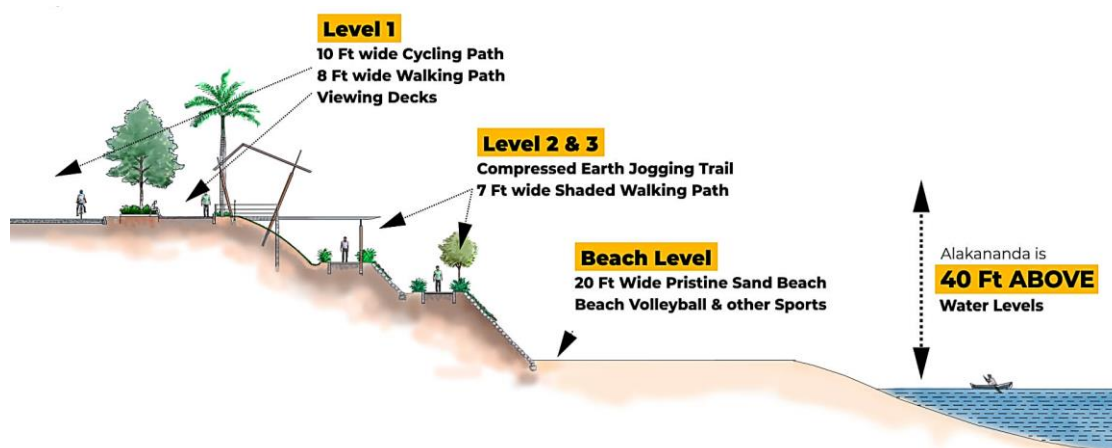 Level 1
10 Ft wide Cycling Path
8 Ft wide Walking Path
Viewing Decks
Level 2 & 3
Compressed Earth Jogging Trail
7 Ft wide Shaded Walking Path
Beach Level
20 Ft Wide Pristine Sand Beach
Beach Volleyball & other Sports
Alakananda is
40 Ft ABOVE
Water Levels